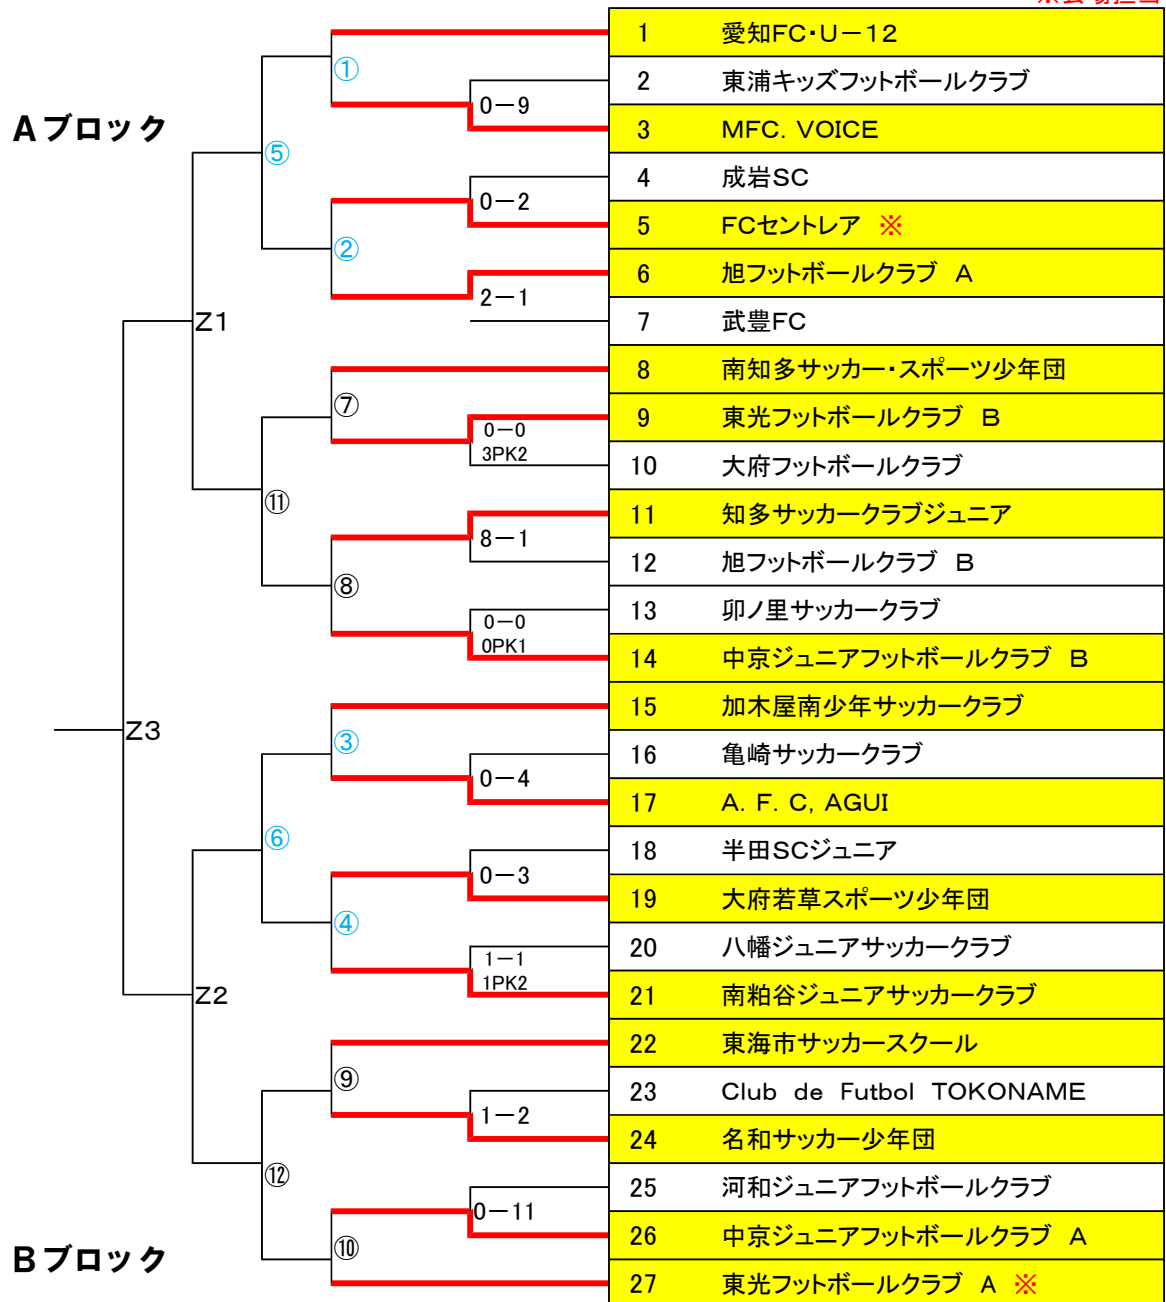 ※会場担当
1 愛知FC・U－12
2 東浦キッズフットボールクラブ
3 MFC．VOICE
4 成岩SC
5 FCセントレア ※
6 旭フットボールクラブ A
7 武豊FC
8 南知多サッカー・スポーツ少年団
9 東光フットボールクラブ B
10 大府フットボールクラブ
11 知多サッカークラブジュニア
12 旭フットボールクラブ B
13 卯ノ里サッカークラブ
14 中京ジュニアフットボールクラブ B
15 加木屋南少年サッカークラブ
16 亀崎サッカークラブ
17 A．F．C，AGUI
18 半田SCジュニア
19 大府若草スポーツ少年団
20 八幡ジュニアサッカークラブ
21 南粕谷ジュニアサッカークラブ
22 東海市サッカースクール
23 Club de Futbol TOKONAME
24 名和サッカー少年団
25 河和ジュニアフットボールクラブ
26 中京ジュニアフットボールクラブ A
27 東光フットボールクラブ A ※
Aブロック
Bブロック
①
0－9
⑤
0－2
②
2－1
Z1
⑦
0－0
3PK2
⑪
8－1
⑧
0－0
0PK1
Z3
③
0－4
⑥
0－3
④
1－1
1PK2
Z2
⑨
1－2
⑫
0－11
⑩